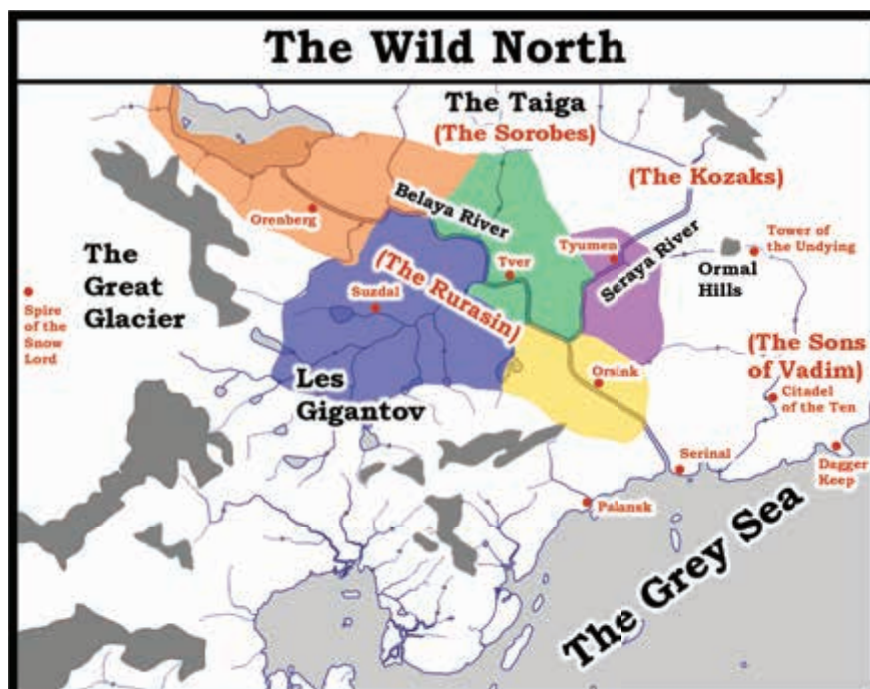 The Wild North
The Taiga
(The Sorobes)
(The Kozaks)
Belaya River
Orenberg
Tyumen
Seraya River
Tower of
the Undying
Ormal
Hills
The
Great
Glacier
Tver
(The Rurasin)
Suzdal
Spire
of the
Snow
Lord
(The Sons
of Vadim)
Les
Gigantov
Orsink
Citadel
of the Ten
Serinal
Dagger
Keep
Palansk
The Grey Sea